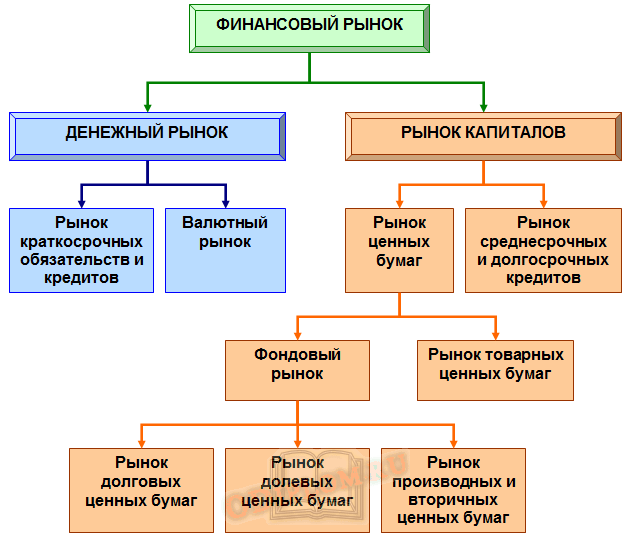 ФИНАНСОВЫЙ РЫНОК
ДЕНЕЖНЫЙ РЫНОК
РЫНОК КАПИТАЛОВ
Рынок
краткосрочных
обязательств и
кредитов
Валютный
рынок
Рынок
ценных
бумаг
Рынок
среднесрочных
и долгосрочных
кредитов
Фондовый
рынок
Рынок товарных
ценных бумаг
Рынок
долговых
ценных бумаг
Рынок
долевых
ценных бумаг
Рынок
производных и
вторичных
ценных бумаг